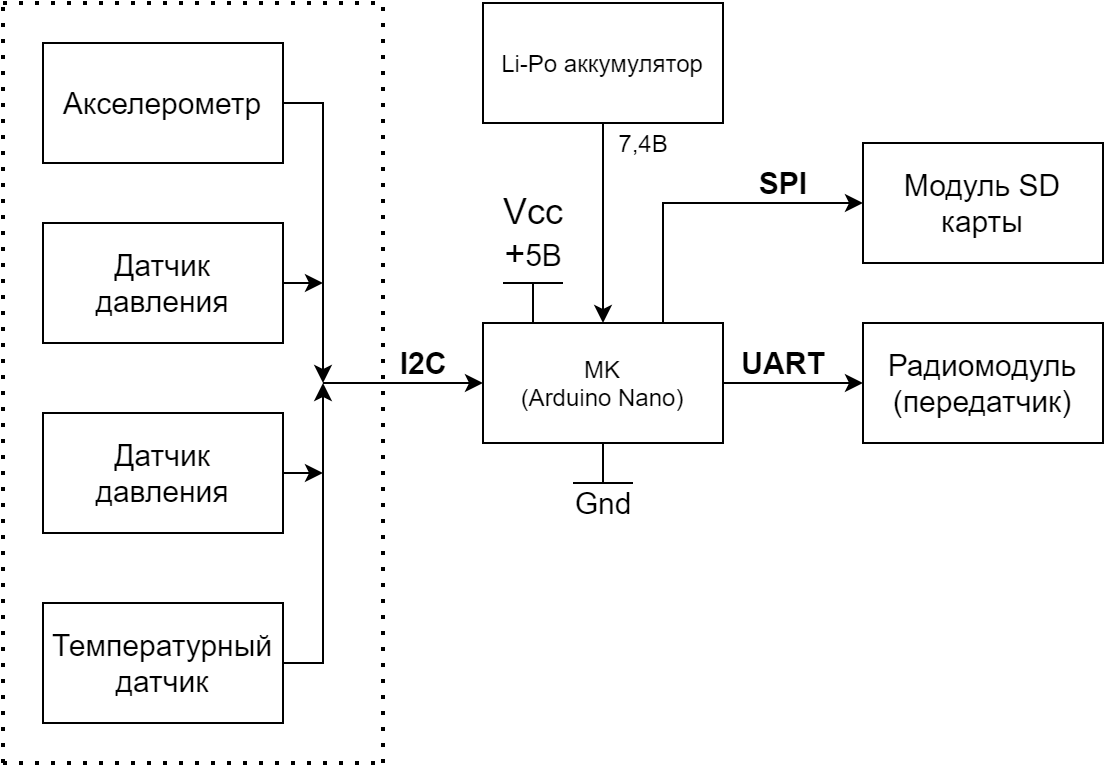 Акселерометр
Датчик
давления
Датчик
давления
Температурный
датчик
I2C
Li-Po аккумулятор
7,4В
Vcc
+5В
МК
(Arduino Nano)
Gnd
SPI
Модуль SD
карты
UART
Радиомодуль
(передатчик)